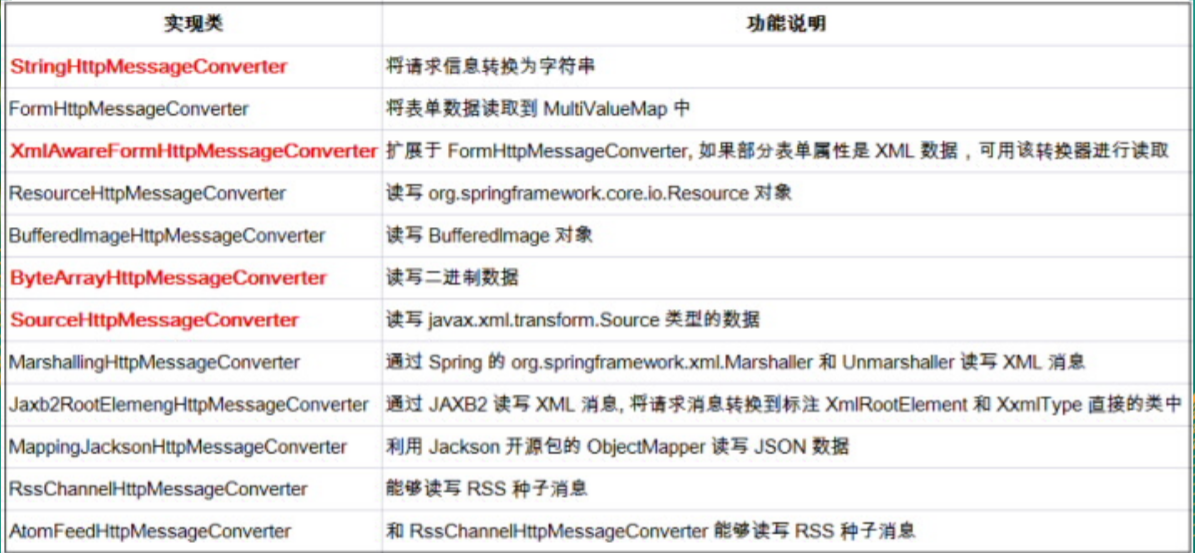 实现类 功能说明
StringHttpMessageConverter 将请求信息转换为字符串
FormHttpMessageConverter 将表单数据读取到 MultiValueMap 中
XmlAwareFormHttpMessageConverter 扩展于 FormHttpMessageConverter, 如果部分表单属性是 XML 数据，可用该转换器进行读取
ResourceHttpMessageConverter 读写 org.springframework.core.io.Resource 对象
BufferedImageHttpMessageConverter 读写 BufferedImage 对象
ByteArrayHttpMessageConverter 读写二进制数据
SourceHttpMessageConverter 读写 javax.xml.transform.Source 类型的数据
MarshallingHttpMessageConverter 通过 Spring 的 org.springframework.xml.Marshaller 和 Unmarshaller 读写 XML 消息
Jaxb2RootElemengHttpMessageConverter 通过 JAXB2 读写 XML 消息, 将请求消息转换到标注 XmlRootElement 和 XxmlType 直接的类中
MappingJacksonHttpMessageConverter 利用 Jackson 开源包的 ObjectMapper 读写 JSON 数据
RssChannelHttpMessageConverter 能够读写 RSS 种子消息
AtomFeedHttpMessageConverter 和 RssChannelHttpMessageConverter 能够读写 RSS 种子消息